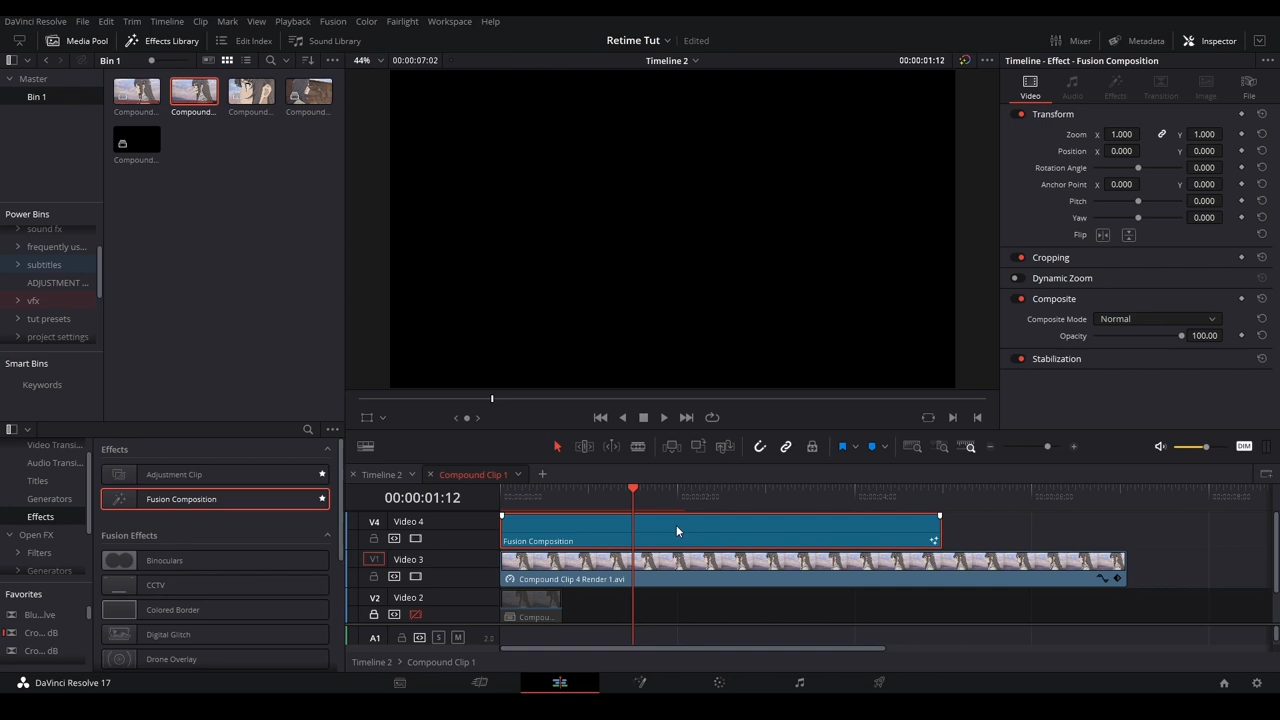 DaVinci Resolve File Edit Trim Timeline Clip Mark View Playback Fusion Color Fairlight Workspace Help
Media Pool Effects Library Edit Index Sound Library Retime Tut Edited Mixer Metadata Inspector
Bin 1 44% 00:00:07:02 Timeline 2 00:00:01:12 Timeline - Effect - Fusion Composition
Master
Bin 1
Compound... Compound... Compound... Compound...
Compound...
Video Audio Effects Transition Image File
Transform
Zoom X 1.000 Y 1.000
Position X 0.000 Y 0.000
Rotation Angle 0.000
Anchor Point X 0.000 Y 0.000
Pitch 0.000
Yaw 0.000
Flip
Cropping
Dynamic Zoom
Composite
Composite Mode Normal
Opacity 100.00
Stabilization
Power Bins
sound fx
frequently us...
subtitles
ADJUSTMENT ...
vfx
tut presets
project settings
Smart Bins
Keywords
Video Transi...
Audio Transi...
Titles
Generators
Effects
Open FX
Filters
Generators
Favorites
Blu...lve
Cro... dB
Cro... dB
Effects
Adjustment Clip
Fusion Composition
Fusion Effects
Binoculars
CCTV
Colored Border
Digital Glitch
Drone Overlay
DIM
Timeline 2 Compound Clip 1
00:00:01:12
V4 Video 4
Fusion Composition
V1 Video 3
Compound Clip 4 Render 1.avi
V2 Video 2
Compou...
A1 S M 2.0
Timeline 2 > Compound Clip 1
DaVinci Resolve 17